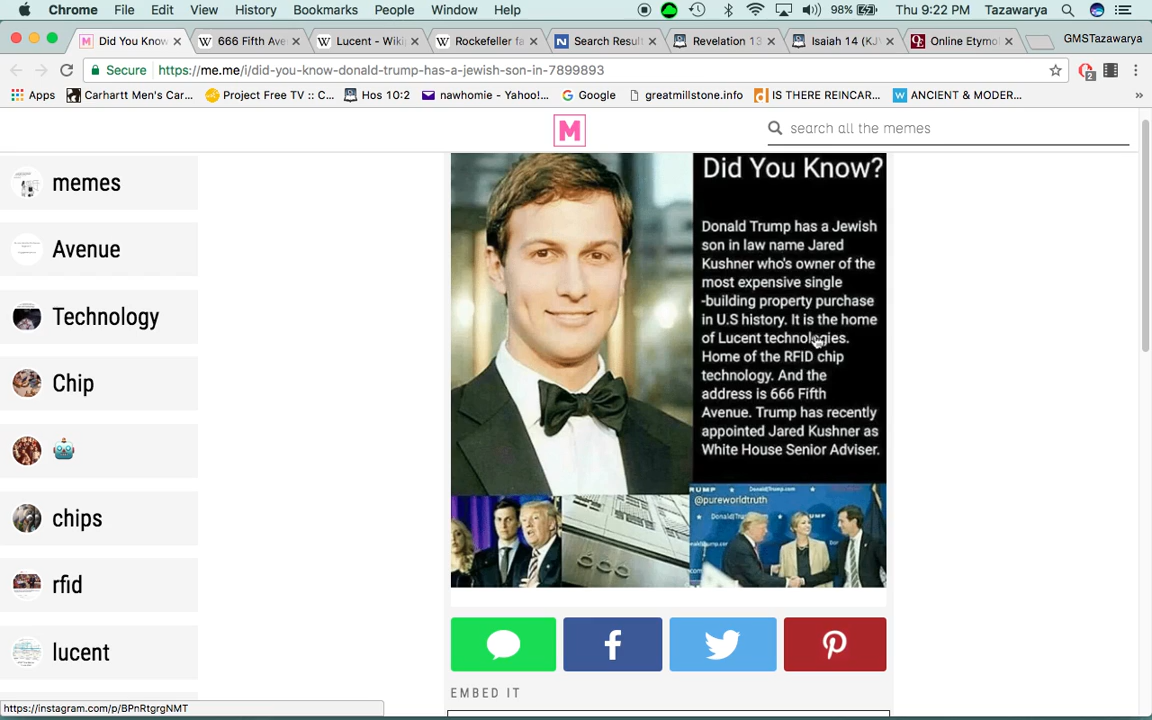 Chrome File Edit View History Bookmarks People Window Help 98% Thu 9:22 PM Tazawarya
Did You Know 666 Fifth Ave Lucent - Wiki Rockefeller fa Search Result Revelation 13 Isaiah 14 (KJV Online Etymo GMSTazawarya
Secure https://me.me/i/did-you-know-donald-trump-has-a-jewish-son-in-7899893 2
Apps Carhartt Men's Car... Project Free TV :: C... Hos 10:2 nawhomie - Yahoo!... Google greatmillstone.info IS THERE REINCAR... ANCIENT & MODER... »
M search all the memes
memes
Avenue
Technology
Chip
chips
rfid
lucent
Did You Know?
Donald Trump has a Jewish
son in law name Jared
Kushner who's owner of the
most expensive single
-building property purchase
in U.S history. It is the home
of Lucent technologies.
Home of the RFID chip
technology. And the
address is 666 Fifth
Avenue. Trump has recently
appointed Jared Kushner as
White House Senior Adviser.
@pureworldtruth
666
EMBED IT
https://instagram.com/p/BPnRtgrgNMT